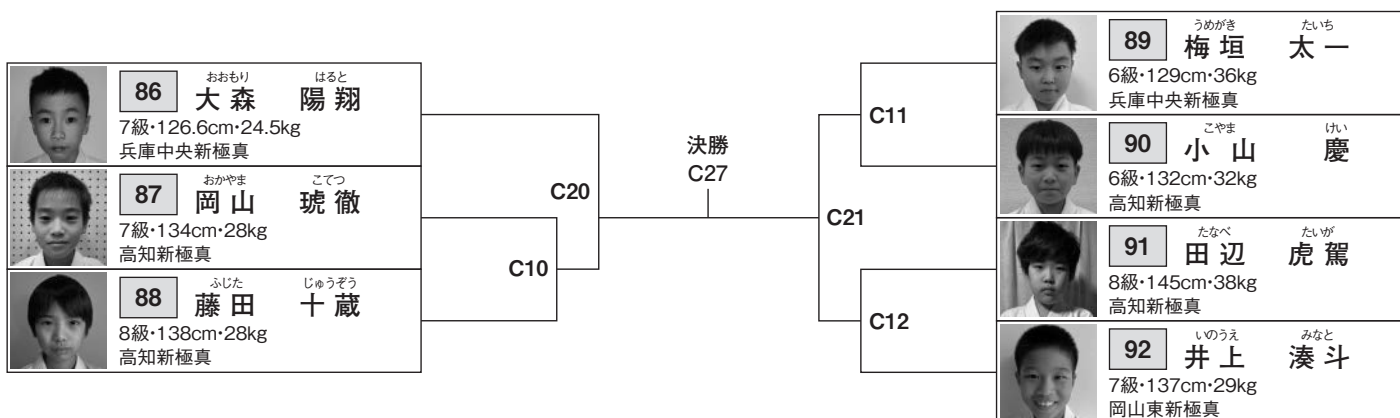 おおもり はると
86 大森 陽翔
7級・126.6cm・24.5kg
兵庫中央新極真
おかやま こてつ
87 岡山 琥徹
7級・134cm・28kg
高知新極真
ふじた じゅうぞう
88 藤田 十蔵
8級・138cm・28kg
高知新極真
C20
C10
決勝
C27
C11
C21
C12
うめがき たいち
89 梅垣 太一
6級・129cm・36kg
兵庫中央新極真
こやま けい
90 小山 慶
6級・132cm・32kg
高知新極真
たなべ たいが
91 田辺 虎駕
8級・145cm・38kg
高知新極真
いのうえ みなと
92 井上 湊斗
7級・137cm・29kg
岡山東新極真